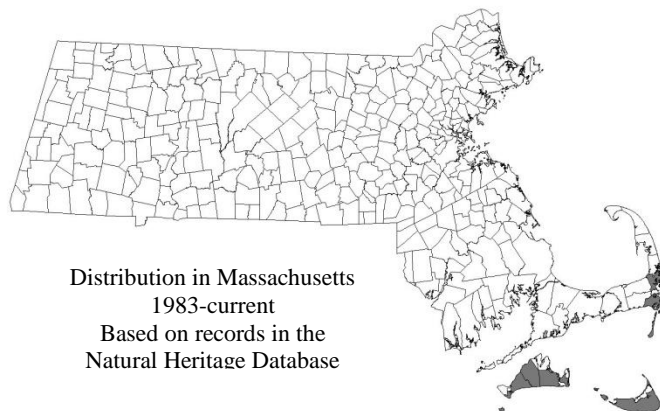 Distribution in Massachusetts
1983-current
Based on records in the
Natural Heritage Database